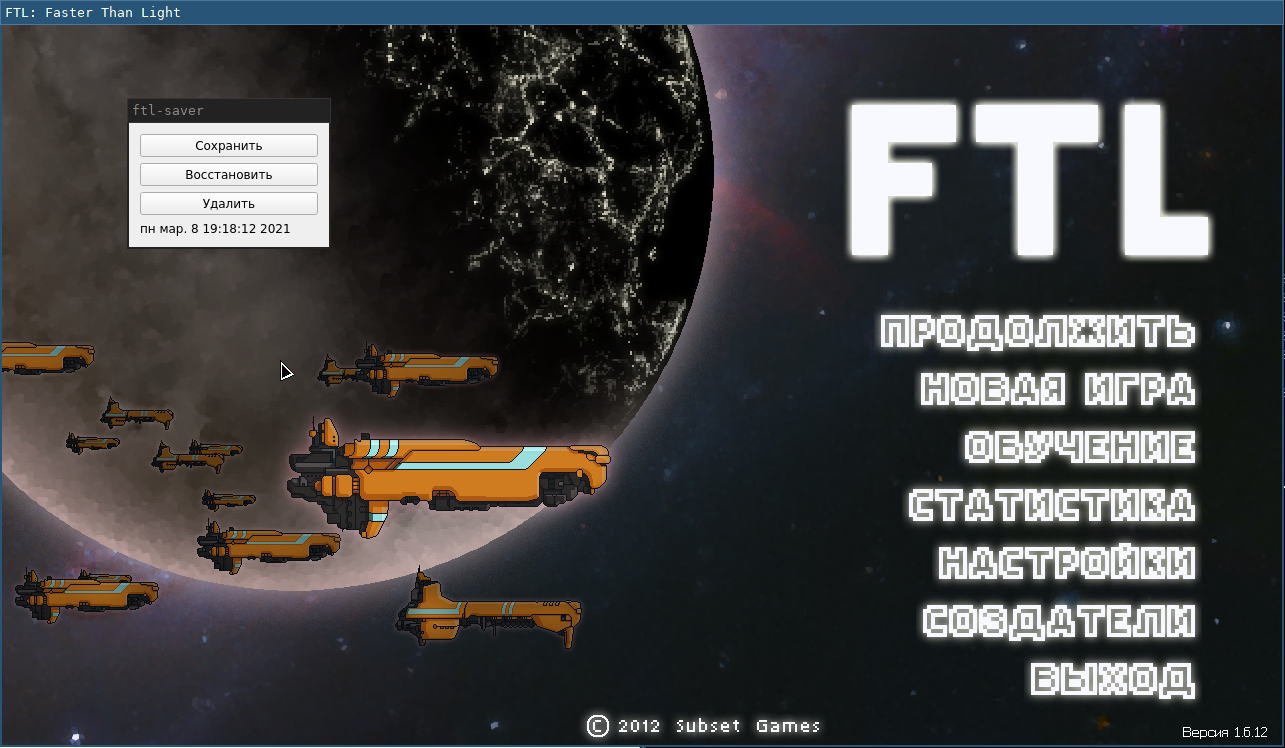 FTL: Faster Than Light
ftl-saver
Сохранить
Восстановить
Удалить
пн мар. 8 19:18:12 2021
FTL
ПРОДОЛЖИТЬ
НОВАЯ ИГРА
ОБУЧЕНИЕ
СТАТИСТИКА
НАСТРОЙКИ
СОЗДАТЕЛИ
ВЫХОД
© 2012 Subset Games
Версия 1.6.12